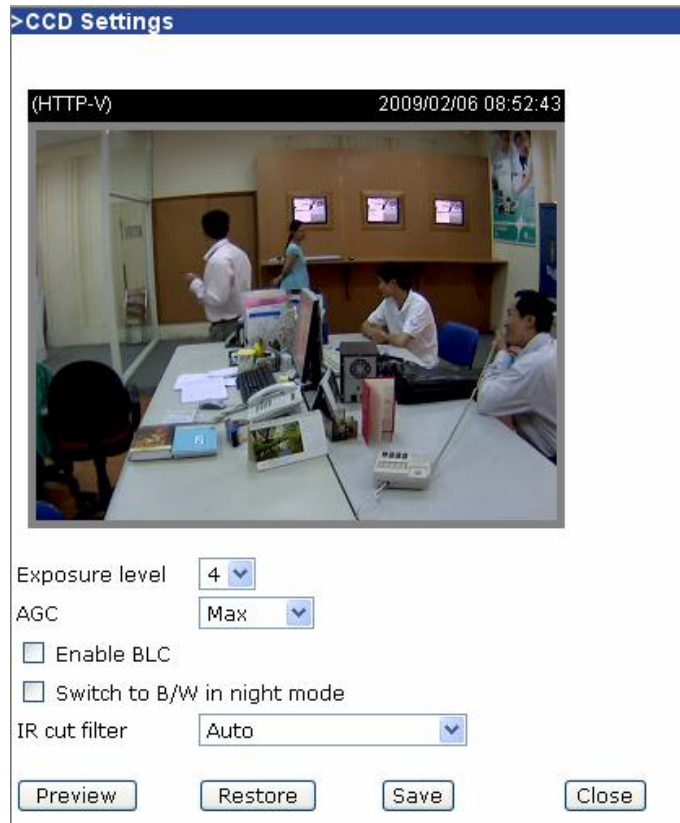 >CCD Settings
(HTTP-V) 2009/02/06 08:52:43
Exposure level 4
AGC Max
Enable BLC
Switch to B/W in night mode
IR cut filter Auto
Preview Restore Save Close